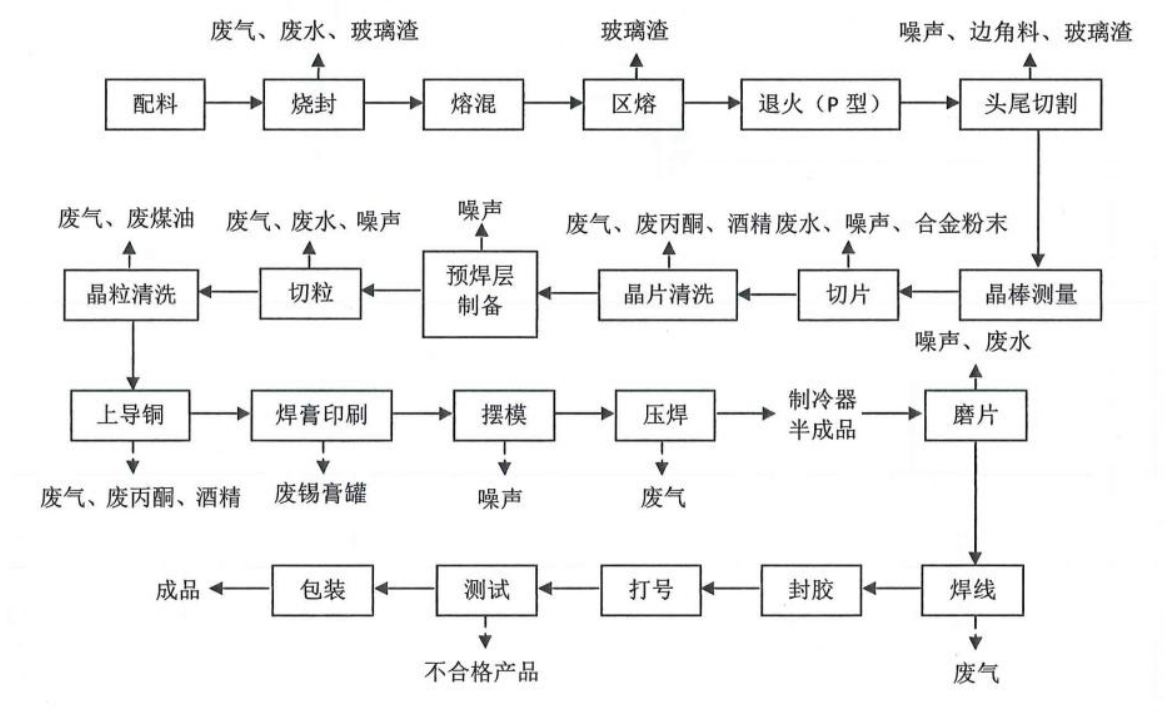 废气、废水、玻璃渣
玻璃渣
噪声、边角料、玻璃渣
配料
烧封
熔混
区熔
退火（P 型）
头尾切割
废气、废煤油
废气、废水、噪声
噪声
废气、废丙酮、酒精
废水、噪声、合金粉末
晶粒清洗
切粒
预焊层
制备
晶片清洗
切片
晶棒测量
噪声、废水
上导铜
焊膏印刷
摆模
压焊
制冷器
半成品
磨片
废气、废丙酮、酒精
废锡膏罐
噪声
废气
成品
包装
测试
打号
封胶
焊线
不合格产品
废气